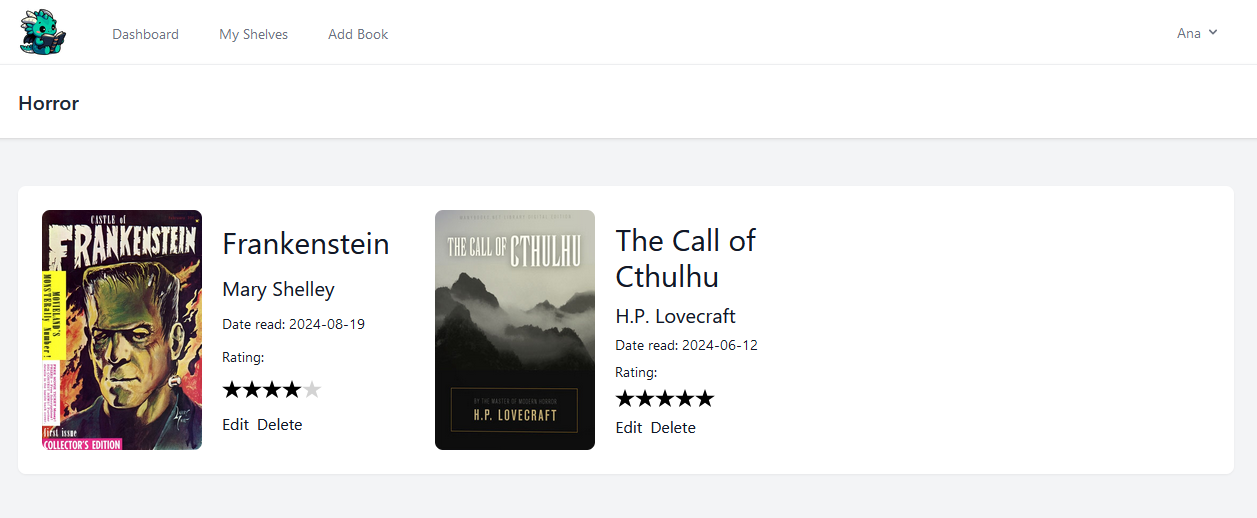 Dashboard
My Shelves
Add Book
Ana
Horror
CASTLE of
FRANKENSTEIN
MOVIELAND'S
MONSTERally Number!
first issue
COLLECTOR'S EDITION
Frankenstein
Mary Shelley
Date read: 2024-08-19
Rating:
Edit Delete
THE CALL OF CTHULHU
BY THE MASTER OF MODERN HORROR
H.P. LOVECRAFT
The Call of
Cthulhu
H.P. Lovecraft
Date read: 2024-06-12
Rating:
Edit Delete